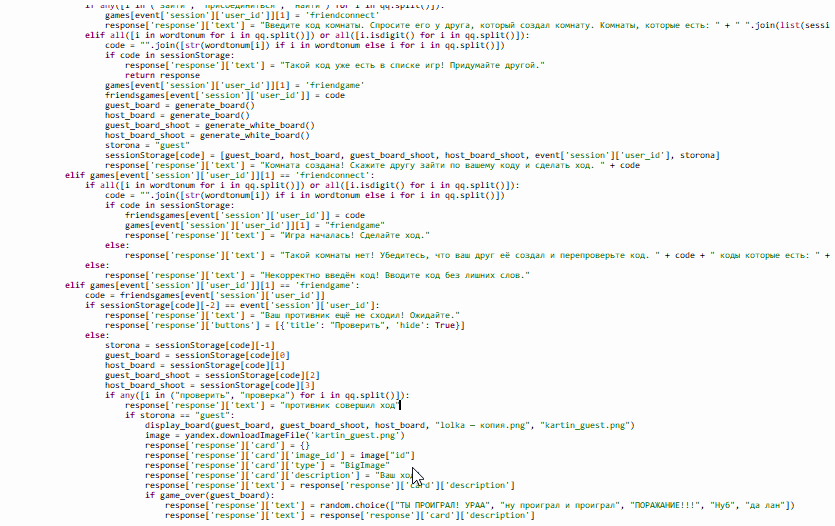 if any([i in ("зайти", "присоединиться", "найти") for i in qq.split()]):
games[event['session']['user_id']][1] = 'friendconnect'
response['response']['text'] = "Введите код комнаты. Спросите его у друга, который создал комнату. Комнаты, которые есть: " + " ".join(list(sessi
elif all([i in wordtonum for i in qq.split()]) or all([i.isdigit() for i in qq.split()]):
code = "".join([str(wordtonum[i]) if i in wordtonum else i for i in qq.split()])
if code in sessionStorage:
response['response']['text'] = "Такой код уже есть в списке игр! Придумайте другой."
return response
games[event['session']['user_id']][1] = 'friendgame'
friendsgames[event['session']['user_id']] = code
guest_board = generate_board()
host_board = generate_board()
guest_board_shoot = generate_white_board()
host_board_shoot = generate_white_board()
storona = "guest"
sessionStorage[code] = [guest_board, host_board, guest_board_shoot, host_board_shoot, event['session']['user_id'], storona]
response['response']['text'] = "Комната создана! Скажите другу зайти по вашему коду и сделать ход. " + code
elif games[event['session']['user_id']][1] == 'friendconnect':
if all([i in wordtonum for i in qq.split()]) or all([i.isdigit() for i in qq.split()]):
code = "".join([str(wordtonum[i]) if i in wordtonum else i for i in qq.split()])
if code in sessionStorage:
friendsgames[event['session']['user_id']] = code
games[event['session']['user_id']][1] = "friendgame"
response['response']['text'] = "Игра началась! Сделайте ход."
else:
response['response']['text'] = "Такой комнаты нет! Убедитесь, что ваш друг её создал и перепроверьте код. " + code + " коды которые есть: " +
else:
response['response']['text'] = "Некорректно введён код! Вводите код без лишних слов."
elif games[event['session']['user_id']][1] == 'friendgame':
code = friendsgames[event['session']['user_id']]
if sessionStorage[code][-2] == event['session']['user_id']:
response['response']['text'] = "Ваш противник ещё не сходил! Ожидайте."
response['response']['buttons'] = [{'title': "Проверить", 'hide': True}]
else:
storona = sessionStorage[code][-1]
guest_board = sessionStorage[code][0]
host_board = sessionStorage[code][1]
guest_board_shoot = sessionStorage[code][2]
host_board_shoot = sessionStorage[code][3]
if any([i in ("проверить", "проверка") for i in qq.split()]):
response['response']['text'] = "противник совершил ход"
if storona == "guest":
display_board(guest_board, guest_board_shoot, host_board, "lolka — копия.png", "kartin_guest.png")
image = yandex.downloadImageFile('kartin_guest.png')
response['response']['card'] = {}
response['response']['card']['image_id'] = image["id"]
response['response']['card']['type'] = "BigImage"
response['response']['card']['description'] = "Ваш ход
response['response']['text'] = response['response']['card']['description']
if game_over(guest_board):
response['response']['text'] = random.choice(["ТЫ ПРОИГРАЛ! УРАА", "ну проиграл и проиграл", "ПОРАЖАНИЕ!!!", "Нуб", "да лан"])
response['response']['text'] = response['response']['card']['description']